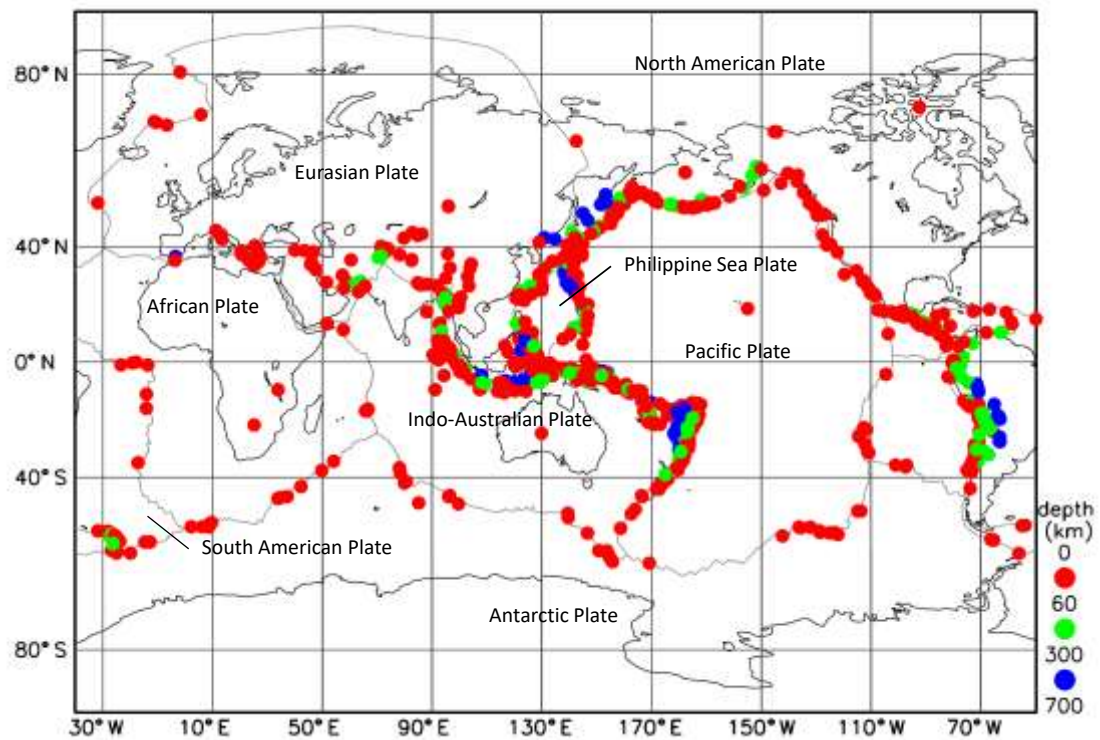 North American Plate
80° N
Eurasian Plate
40° N
Philippine Sea Plate
African Plate
Pacific Plate
0° N
Indo-Australian Plate
40° S
depth
(km)
South American Plate
0
60
Antarctic Plate
300
80° S
700
30°W 10°E 50°E 90°E 130°E 170°E 150°W 110°W 70°W